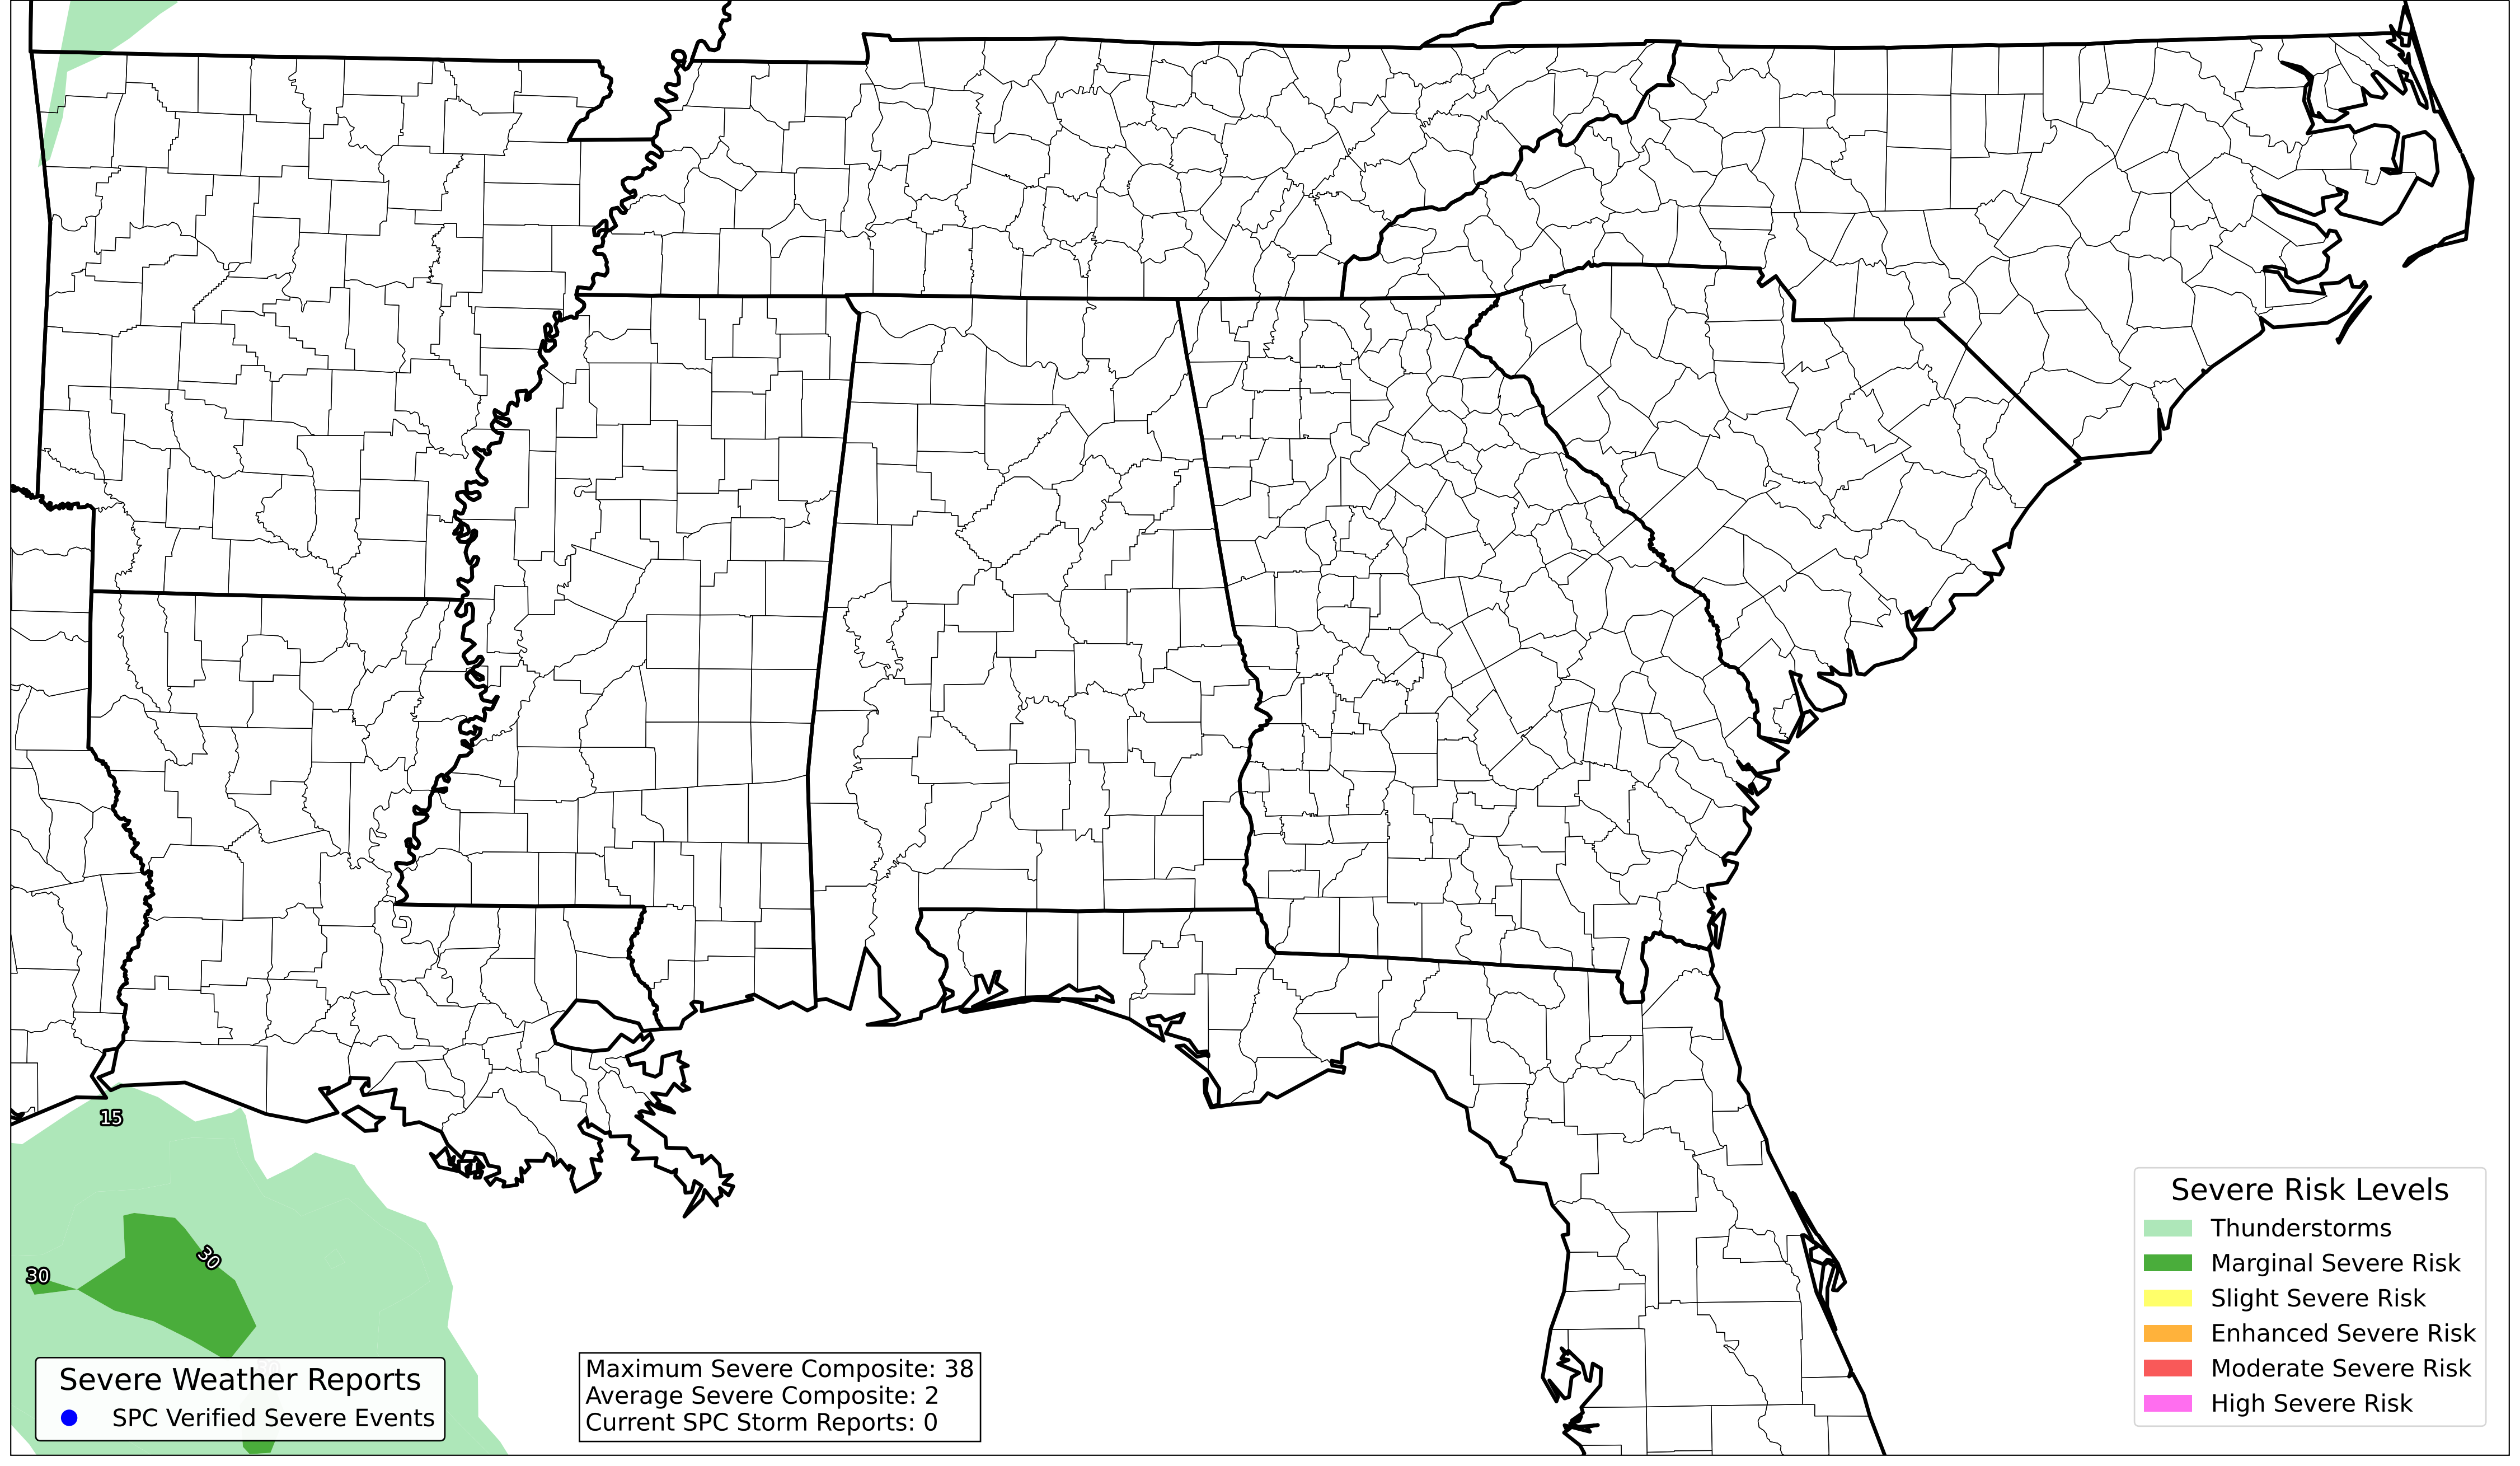 15
30
30
Severe Weather Reports
SPC Verified Severe Events
Maximum Severe Composite: 38
Average Severe Composite: 2
Current SPC Storm Reports: 0
Severe Risk Levels
Thunderstorms
Marginal Severe Risk
Slight Severe Risk
Enhanced Severe Risk
Moderate Severe Risk
High Severe Risk